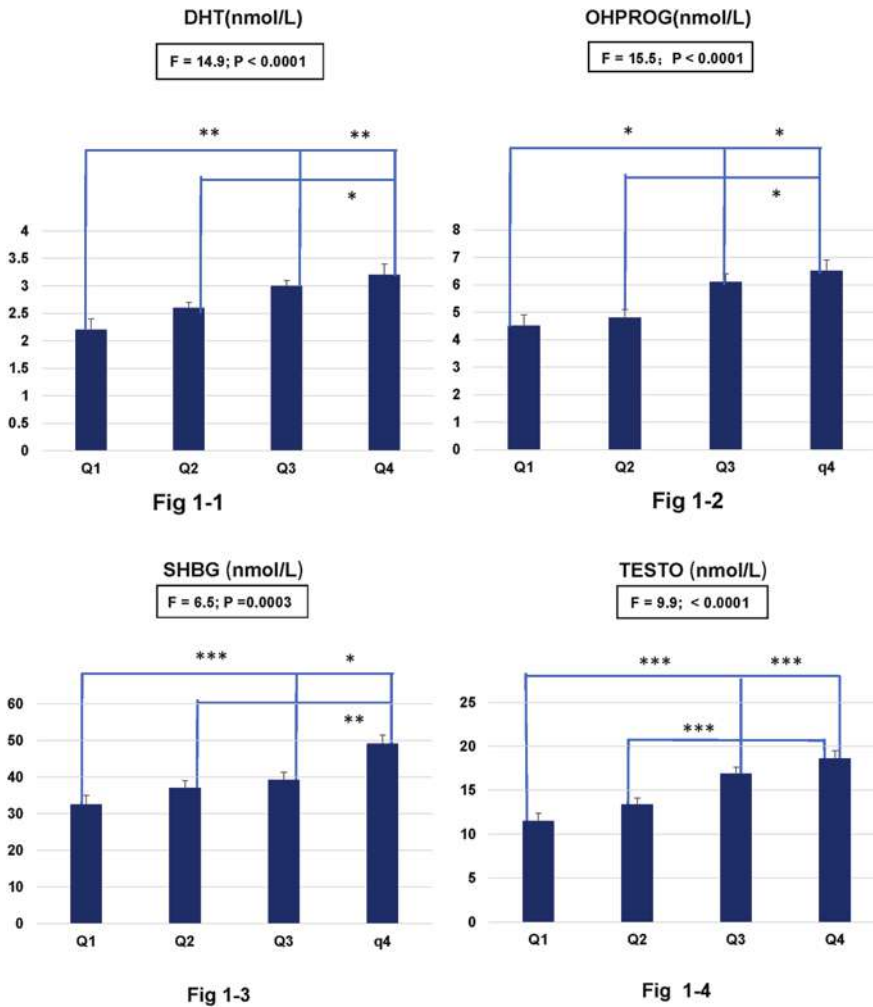 DHT(nmol/L)
F = 14.9; P < 0.0001
** **
*
4
3.5
3
2.5
2
1.5
1
0.5
0
Q1 Q2 Q3 Q4
Fig 1-1
OHPROG(nmol/L)
F = 15.5; P < 0.0001
* *
*
8
7
6
5
4
3
2
1
0
Q1 Q2 Q3 q4
Fig 1-2
SHBG (nmol/L)
F = 6.5; P =0.0003
*** *
**
60
50
40
30
20
10
0
Q1 Q2 Q3 q4
Fig 1-3
TESTO (nmol/L)
F = 9.9; < 0.0001
*** ***
***
25
20
15
10
5
0
Q1 Q2 Q3 Q4
Fig 1-4